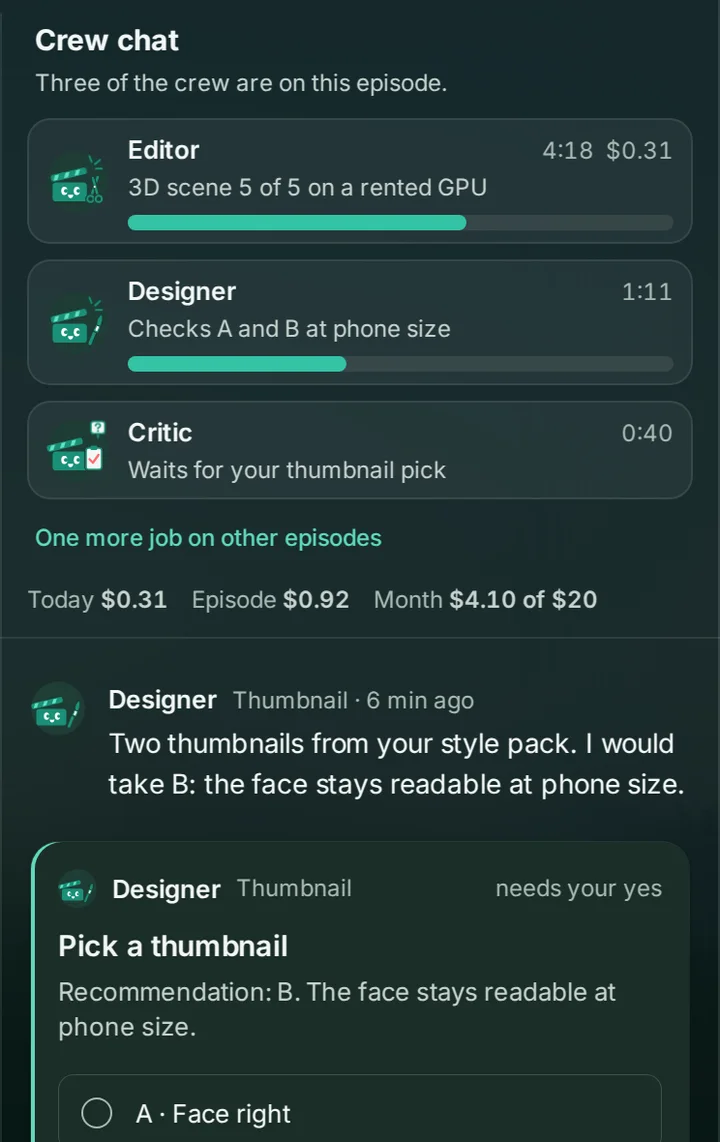 Crew chat
Three of the crew are on this episode.
Editor 4:18 $0.31
3D scene 5 of 5 on a rented GPU
Designer 1:11
Checks A and B at phone size
?
Critic 0:40
Waits for your thumbnail pick
One more job on other episodes
Today $0.31 Episode $0.92 Month $4.10 of $20
Designer Thumbnail · 6 min ago
Two thumbnails from your style pack. I would
take B: the face stays readable at phone size.
Designer Thumbnail needs your yes
Pick a thumbnail
Recommendation: B. The face stays readable at
phone size.
A · Face right